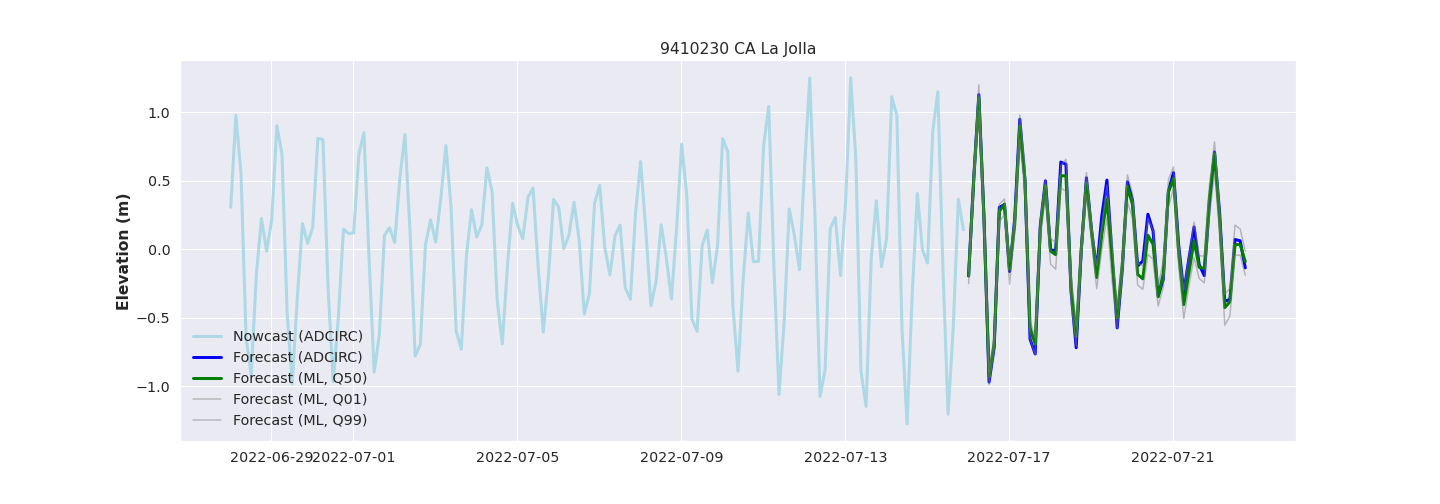 9410230 CA La Jolla
Elevation (m)
1.0
0.5
0.0
−0.5
−1.0
Nowcast (ADCIRC)
Forecast (ADCIRC)
Forecast (ML, Q50)
Forecast (ML, Q01)
Forecast (ML, Q99)
2022-06-29 2022-07-01 2022-07-05 2022-07-09 2022-07-13 2022-07-17 2022-07-21